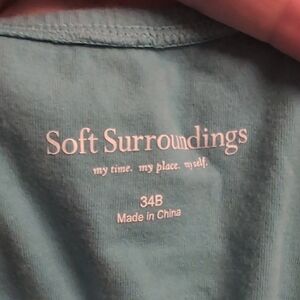 Soft Surroundings
my time. my place. myself.
34B
Made in China